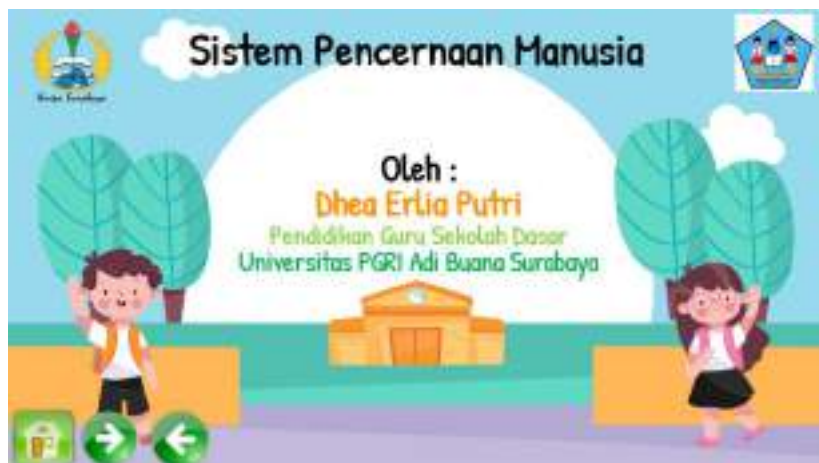 Sistem Pencernaan Manusia
Oleh :
Dhea Erlia Putri
Pendidikan Guru Sekolah Dasar
Universitas PGRI Adi Buana Surabaya